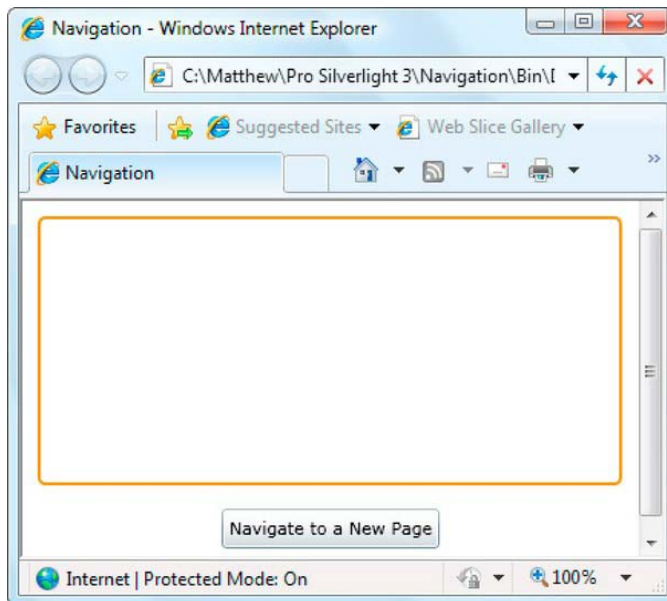 Navigation - Windows Internet Explorer
C:\Matthew\Pro Silverlight 3\Navigation\Bin\
Favorites Suggested Sites Web Slice Gallery
Navigation »
Navigate to a New Page
Internet | Protected Mode: On 100%